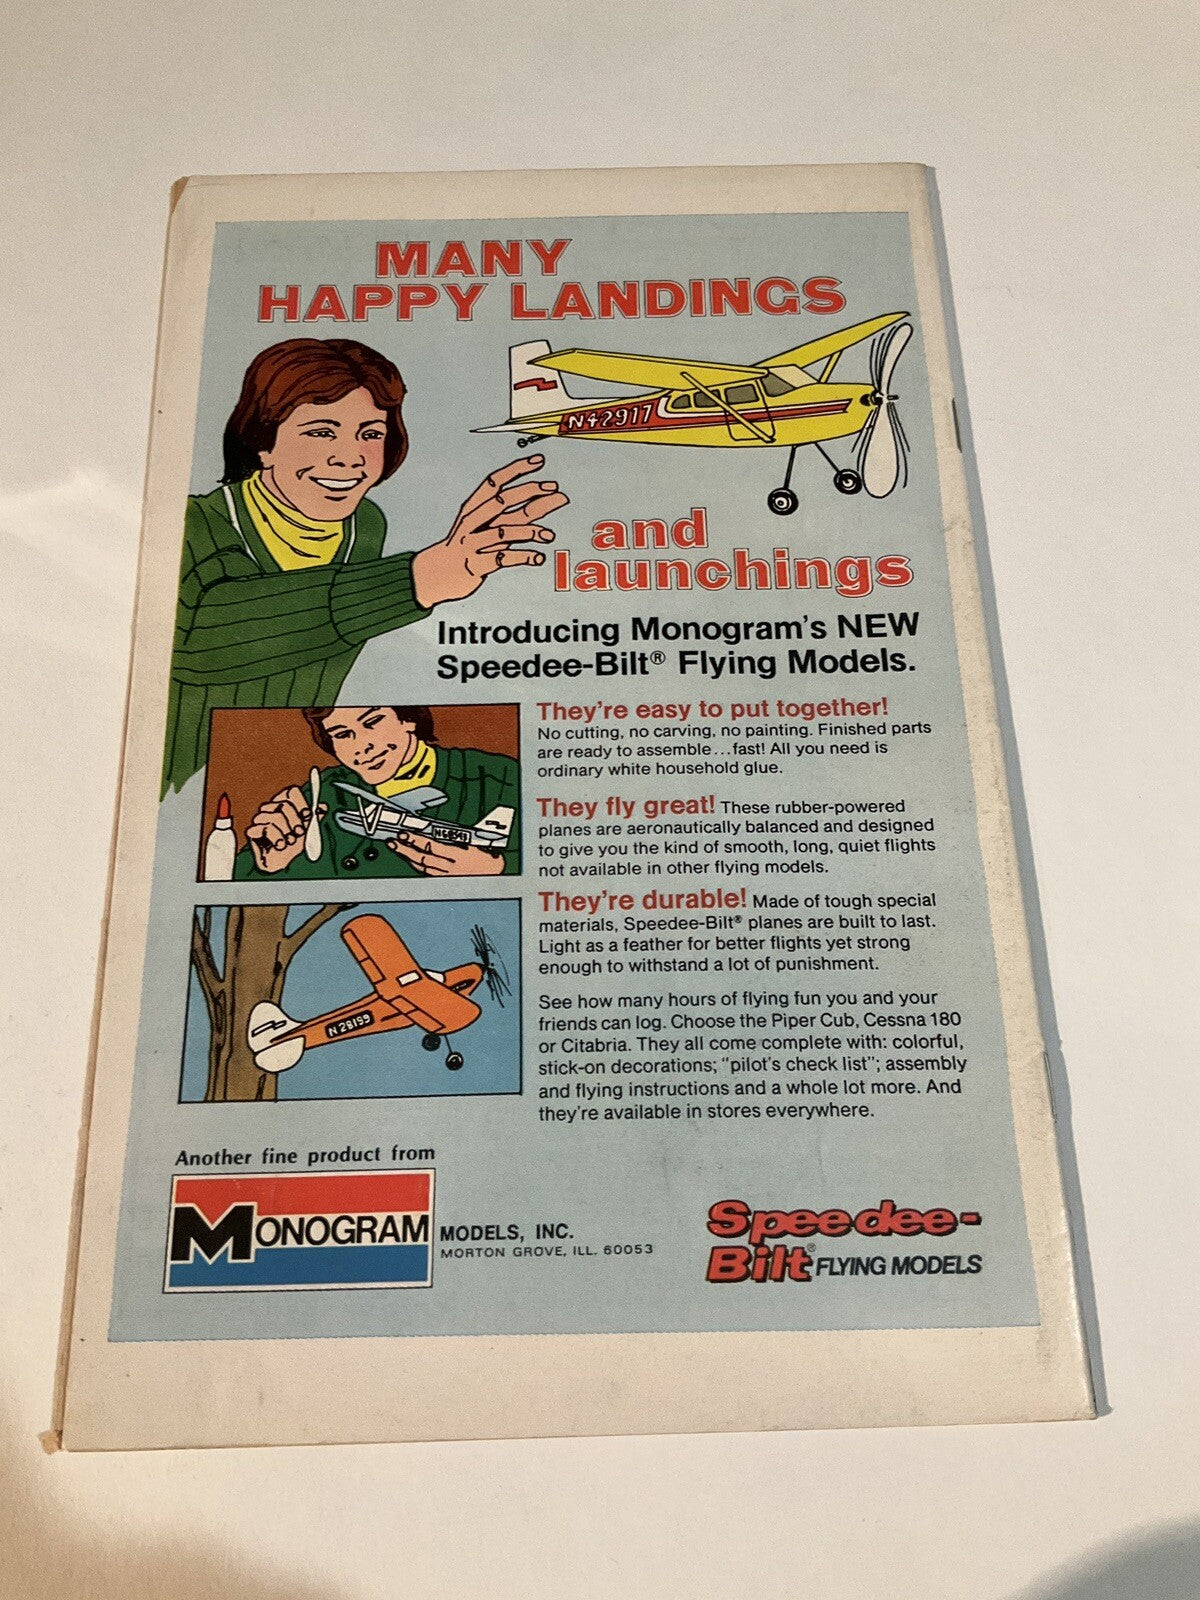 MANY
HAPPY LANDINGS
N42917
and
launchings
Introducing Monogram's NEW
Speedee-Bilt® Flying Models.
They're easy to put together!
No cutting, no carving, no painting. Finished parts
are ready to assemble...fast! All you need is
ordinary white household glue.
They fly great! These rubber-powered
planes are aeronautically balanced and designed
to give you the kind of smooth, long, quiet flights
not available in other flying models.
They're durable! Made of tough special
materials, Speedee-Bilt® planes are built to last.
Light as a feather for better flights yet strong
enough to withstand a lot of punishment.
N28199
See how many hours of flying fun you and your
friends can log. Choose the Piper Cub, Cessna 180
or Citabria. They all come complete with: colorful,
stick-on decorations; "pilot's check list"; assembly
and flying instructions and a whole lot more. And
they're available in stores everywhere.
Another fine product from
MONOGRAM MODELS, INC.
MORTON GROVE, ILL. 60053
Speedee-
Bilt® FLYING MODELS